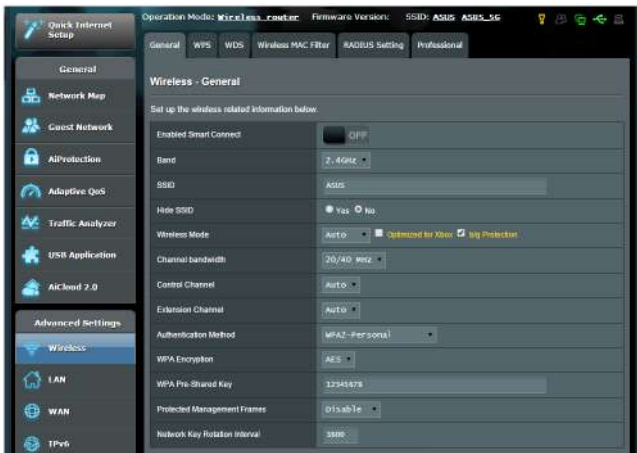 Quick Internet
Setup
Operation Mode: Wireless router Firmware Version: SSID: ASUS ASUS_5G
General WPS WDS Wireless MAC Filter RADIUS Setting Professional
General
Network Map
Guest Network
AiProtection
Adaptive QoS
Traffic Analyzer
USB Application
AiCloud 2.0
Advanced Settings
Wireless
LAN
WAN
IPv6
Wireless - General
Set up the wireless related information below.
Enabled Smart Connect OFF
Band 2.4GHz
SSID ASUS
Hide SSID Yes No
Wireless Mode Auto Optimized for Xbox b/g Protection
Channel bandwidth 20/40 MHz
Control Channel Auto
Extension Channel Auto
Authentication Method WPA2-Personal
WPA Encryption AES
WPA Pre-Shared Key 12345678
Protected Management Frames Disable
Network Key Rotation Interval 3600